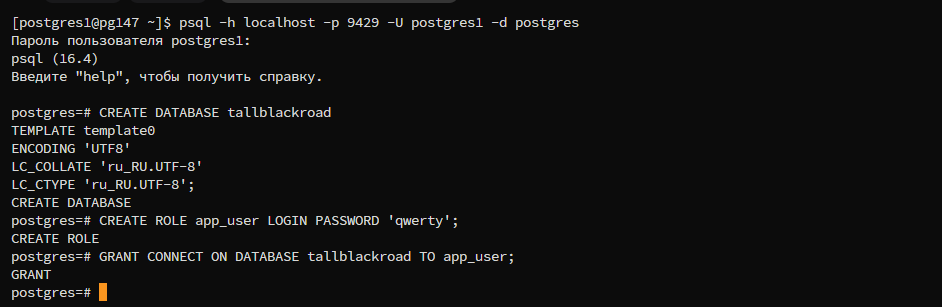 [postgres1@pg147 ~]$ psql -h localhost -p 9429 -U postgres1 -d postgres
Пароль пользователя postgres1:
psql (16.4)
Введите "help", чтобы получить справку.
postgres=# CREATE DATABASE tallblackroad
TEMPLATE template0
ENCODING 'UTF8'
LC_COLLATE 'ru_RU.UTF-8'
LC_CTYPE 'ru_RU.UTF-8';
CREATE DATABASE
postgres=# CREATE ROLE app_user LOGIN PASSWORD 'qwerty';
CREATE ROLE
postgres=# GRANT CONNECT ON DATABASE tallblackroad TO app_user;
GRANT
postgres=#